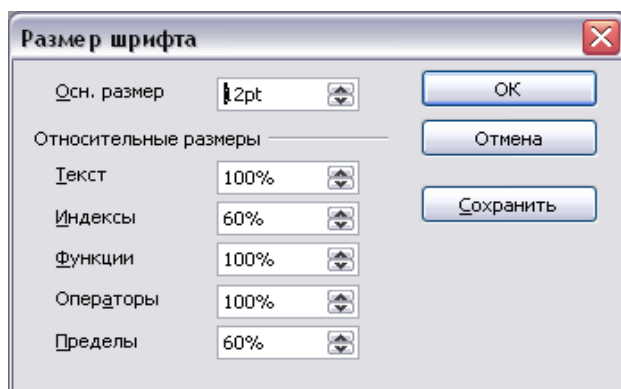 Размер шрифта
Осн. размер 12pt ОК
Относительные размеры Отмена
Текст 100%
Индексы 60% Сохранить
Функции 100%
Операторы 100%
Пределы 60%